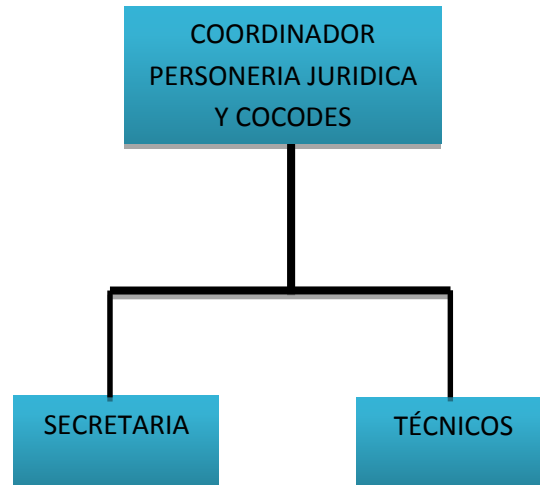 COORDINADOR
PERSONERIA JURIDICA
Y COCODES
SECRETARIA
TÉCNICOS